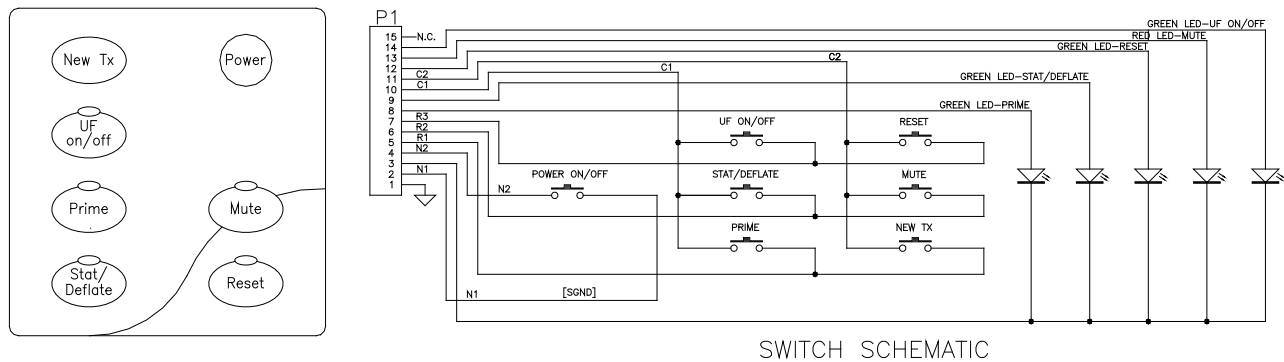 New Tx
Power
UF
on/off
Prime
Mute
Stat/
Deflate
Reset
P1
15
N.C.
14
13
12
11
C2
10
C1
9
8
7
R3
6
R2
5
R1
4
N2
3
2
N1
1
GREEN LED-UF ON/OFF
RED LED-MUTE
GREEN LED-RESET
C2
C1
GREEN LED-STAT/DEFLATE
GREEN LED-PRIME
UF ON/OFF
RESET
POWER ON/OFF
STAT/DEFLATE
MUTE
N2
PRIME
NEW TX
N1
[SGND]
SWITCH SCHEMATIC